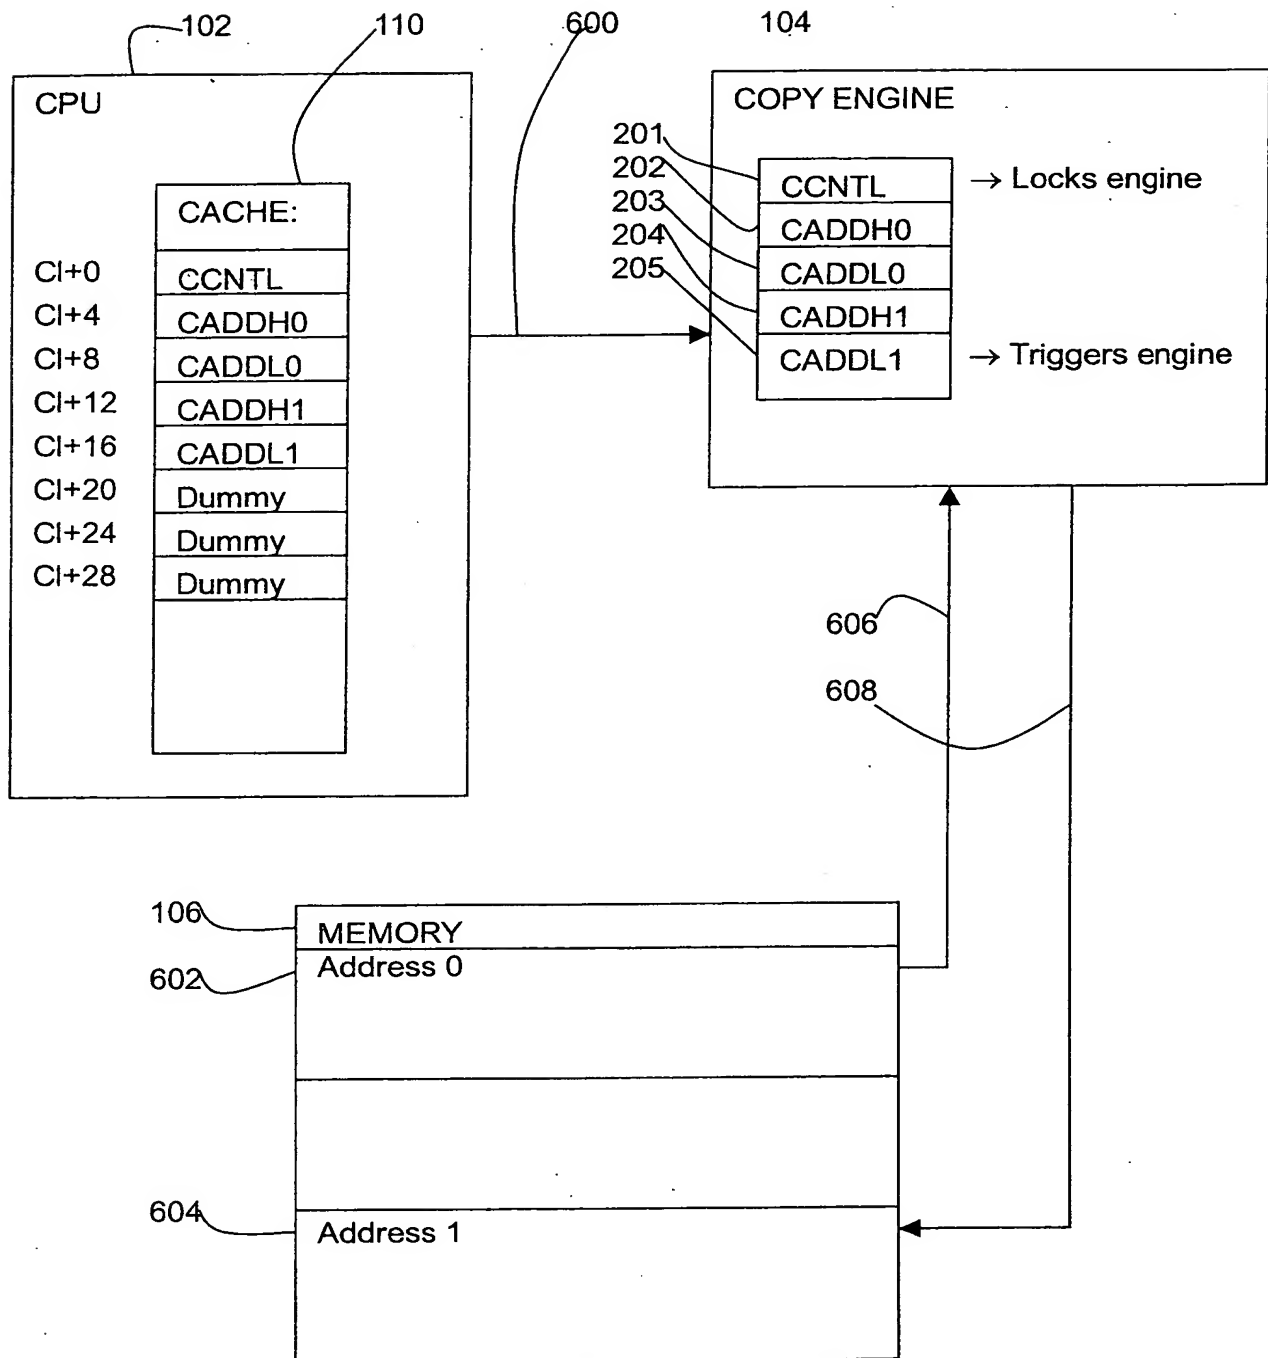 102
110
600
104
CPU
COPY ENGINE
201
202
203
204
205
CCNTL
CADDH0
CADDL0
CADDH1
CADDL1
→ Locks engine
→ Triggers engine
CACHE:
CI+0 CCNTL
CI+4 CADDH0
CI+8 CADDL0
CI+12 CADDH1
CI+16 CADDL1
CI+20 Dummy
CI+24 Dummy
CI+28 Dummy
606
608
106
MEMORY
602
Address 0
604
Address 1